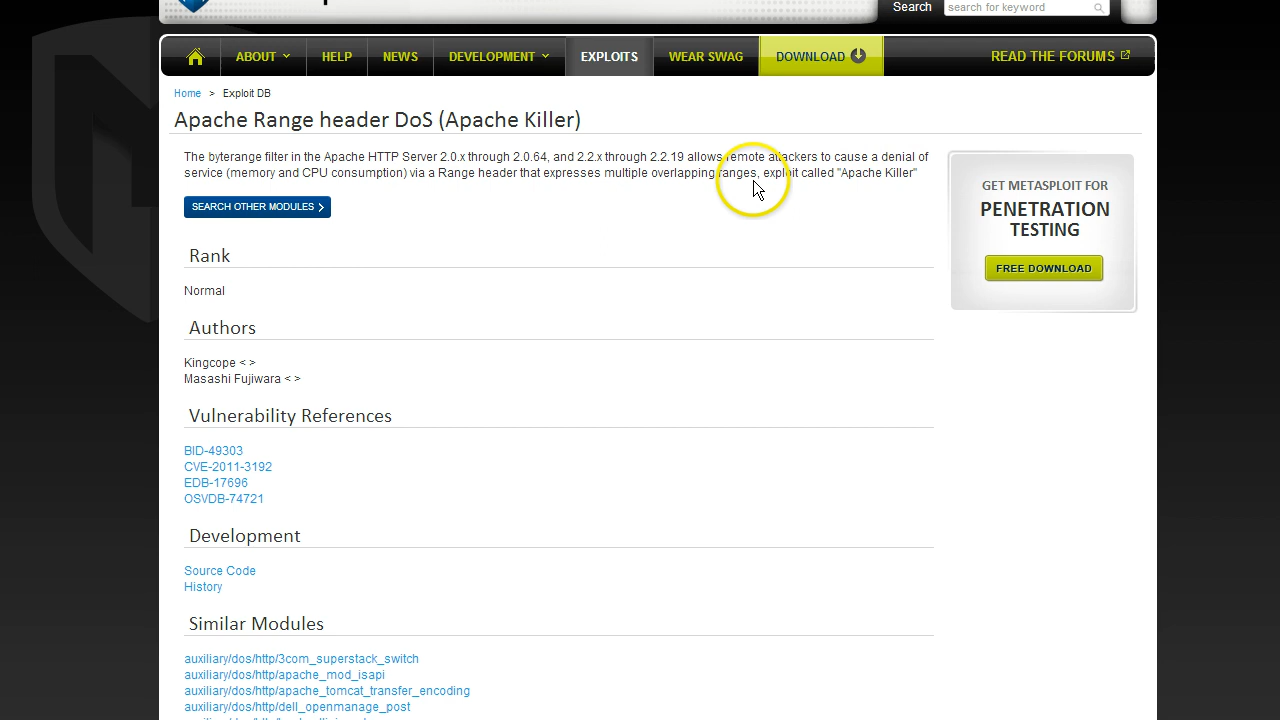 Search
search for keyword
ABOUT
HELP
NEWS
DEVELOPMENT
EXPLOITS
WEAR SWAG
DOWNLOAD
READ THE FORUMS
Home > Exploit DB
Apache Range header DoS (Apache Killer)
The byterange filter in the Apache HTTP Server 2.0.x through 2.0.64, and 2.2.x through 2.2.19 allows remote attackers to cause a denial of
service (memory and CPU consumption) via a Range header that expresses multiple overlapping ranges, exploit called "Apache Killer"
SEARCH OTHER MODULES
GET METASPLOIT FOR
PENETRATION
TESTING
FREE DOWNLOAD
Rank
Normal
Authors
Kingcope < >
Masashi Fujiwara < >
Vulnerability References
BID-49303
CVE-2011-3192
EDB-17696
OSVDB-74721
Development
Source Code
History
Similar Modules
auxiliary/dos/http/3com_superstack_switch
auxiliary/dos/http/apache_mod_isapi
auxiliary/dos/http/apache_tomcat_transfer_encoding
auxiliary/dos/http/dell_openmanage_post